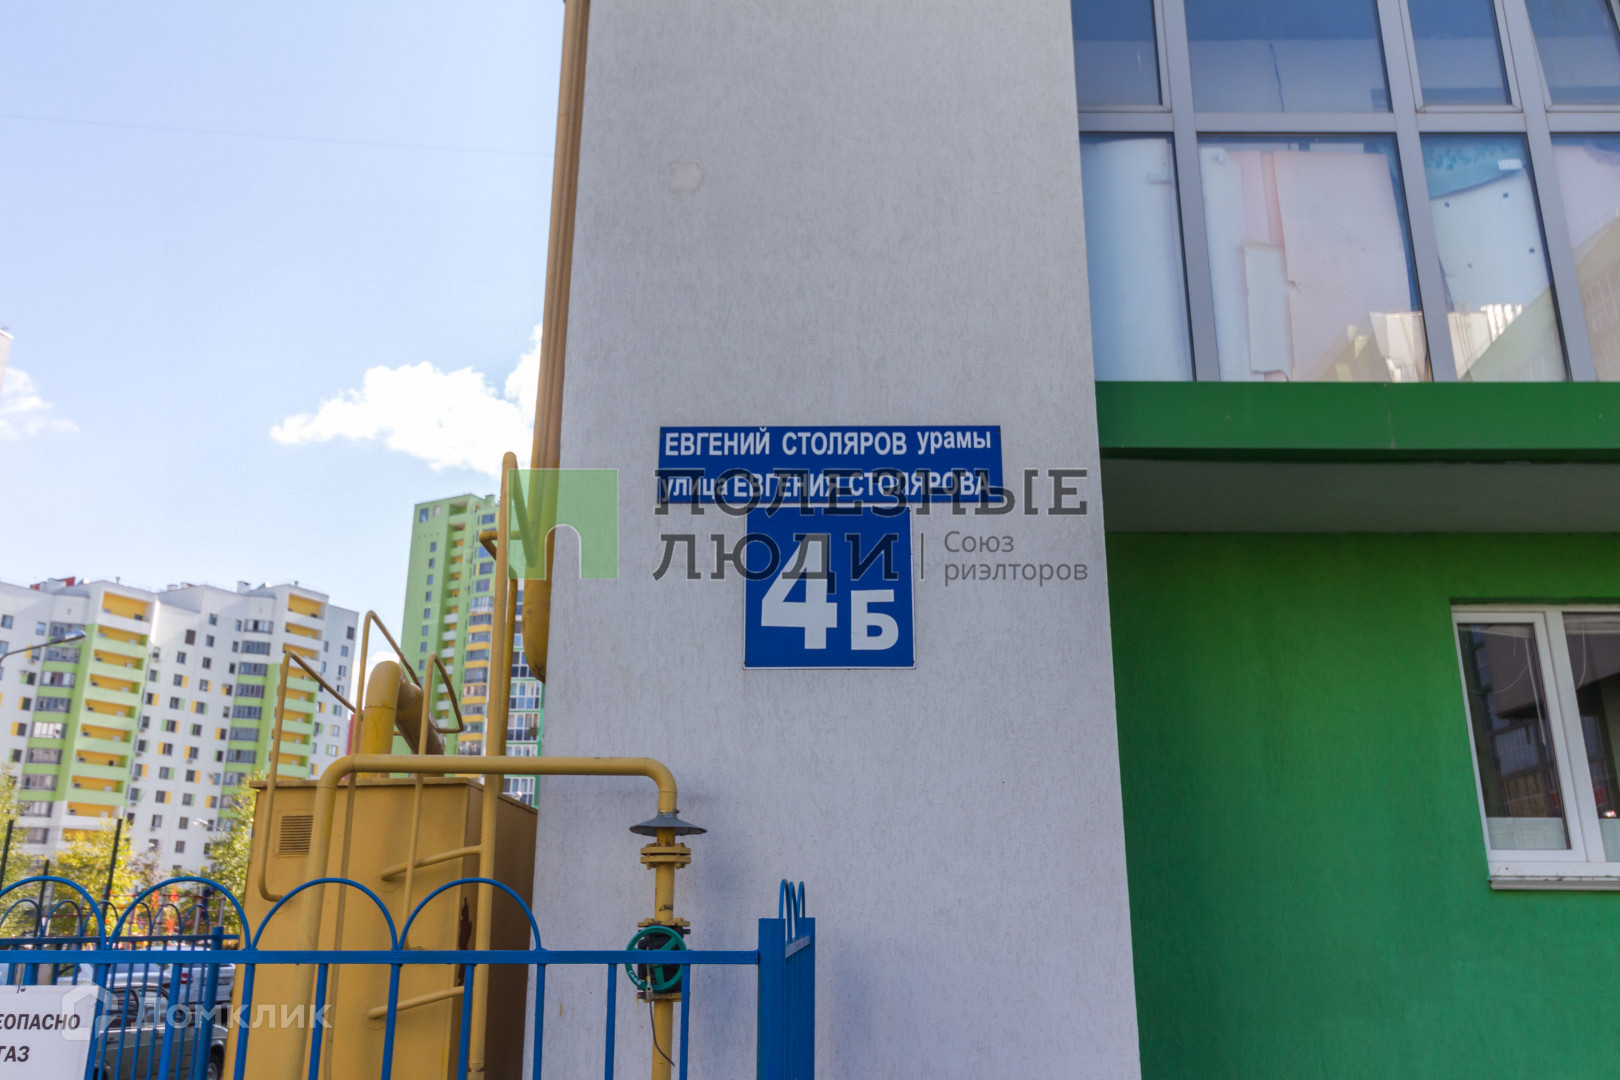 ЕВГЕНИЙ СТОЛЯРОВ урамы
улица ЕВГЕНИЯ СТОЛЯРОВА
4Б
ПОЛЕЗНЫЕ
ЛЮДИ
Союз
риэлторов
ЕОПАСНО
ГАЗ
Домклик